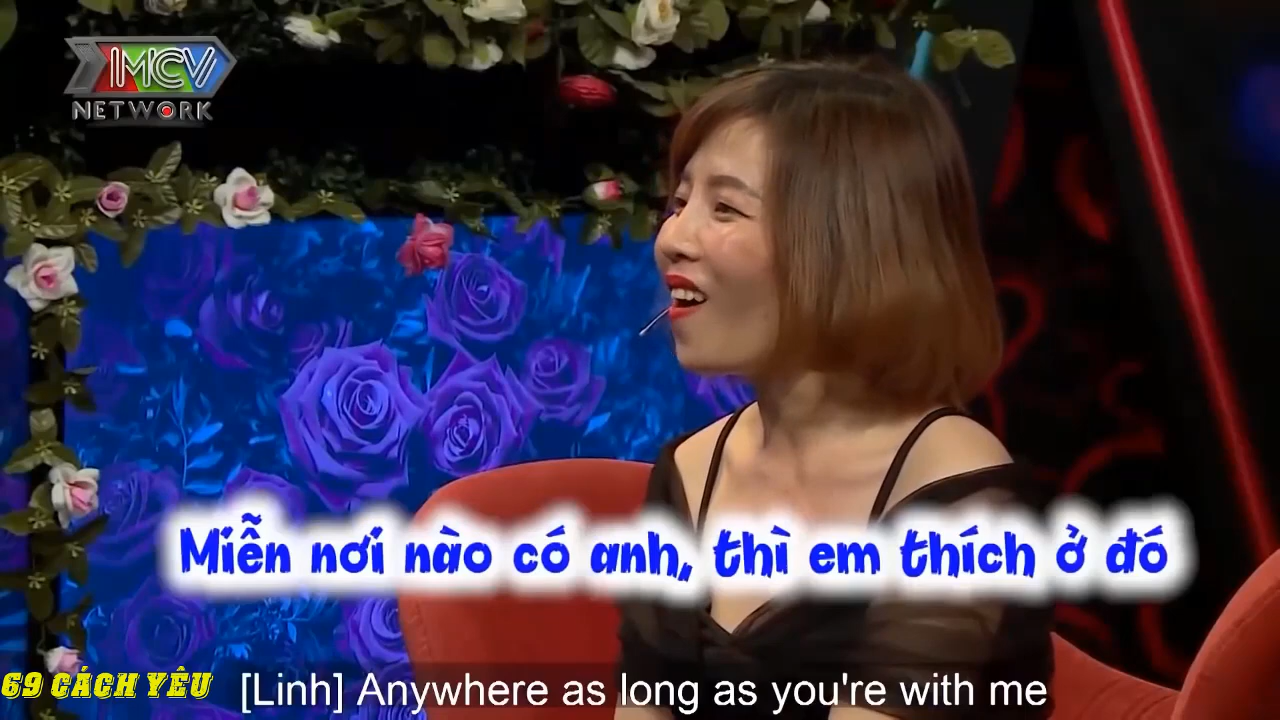 MCV
NETWORK
Miễn nơi nào có anh, thì em thích ở đó
69 CÁCH YÊU
[Linh] Anywhere as long as you're with me